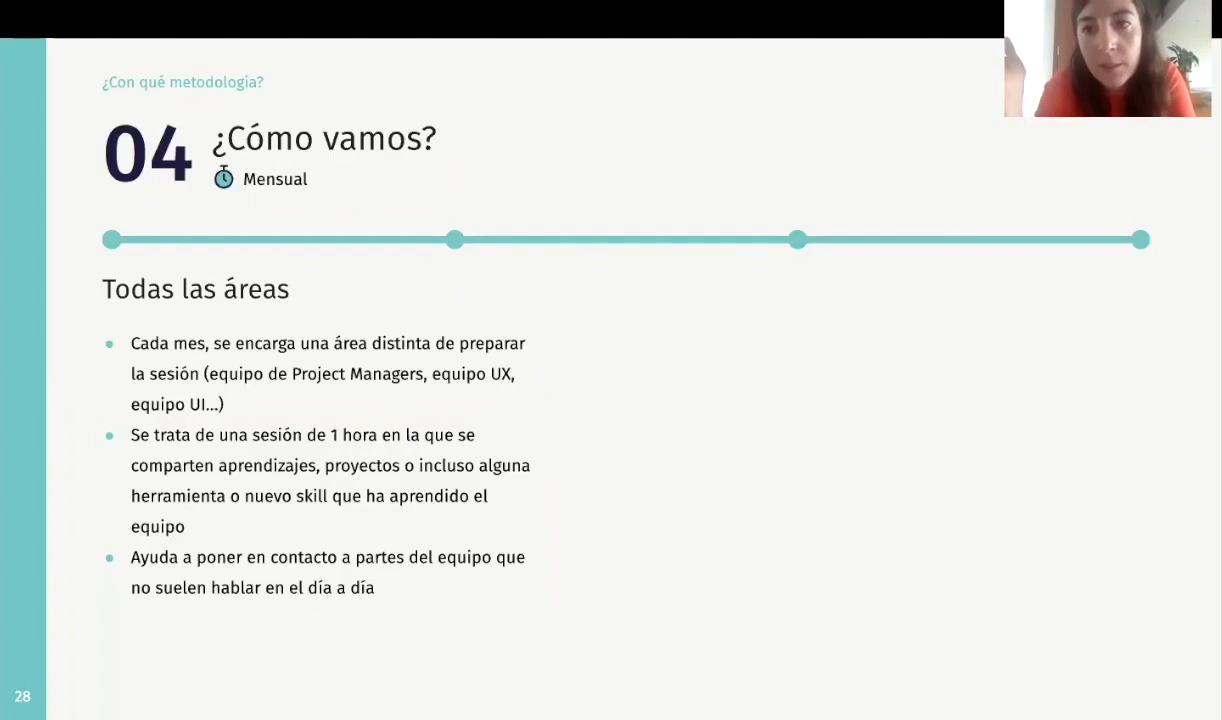 ¿Con qué metodología?
04
¿Cómo vamos?
Mensual
Todas las áreas
Cada mes, se encarga una área distinta de preparar
la sesión (equipo de Project Managers, equipo UX,
equipo UI...)
Se trata de una sesión de 1 hora en la que se
comparten aprendizajes, proyectos o incluso alguna
herramienta o nuevo skill que ha aprendido el
equipo
Ayuda a poner en contacto a partes del equipo que
no suelen hablar en el día a día
28